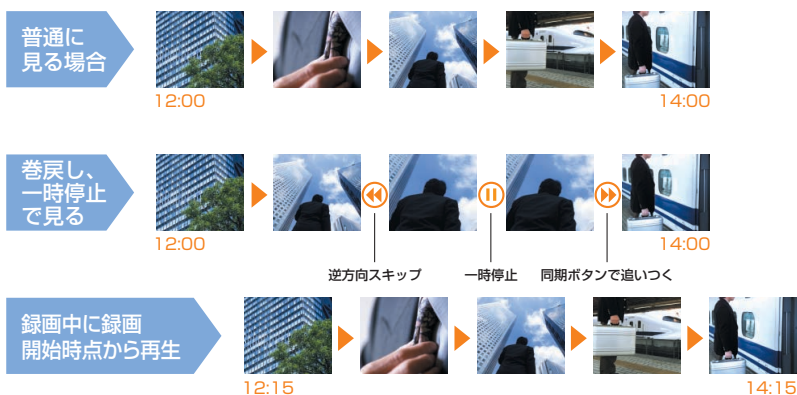 普通に
見る場合
12:00
14:00
巻戻し、
一時停止
で見る
12:00
14:00
逆方向スキップ
一時停止
同期ボタンで追いつく
録画中に録画
開始時点から再生
12:15
14:15